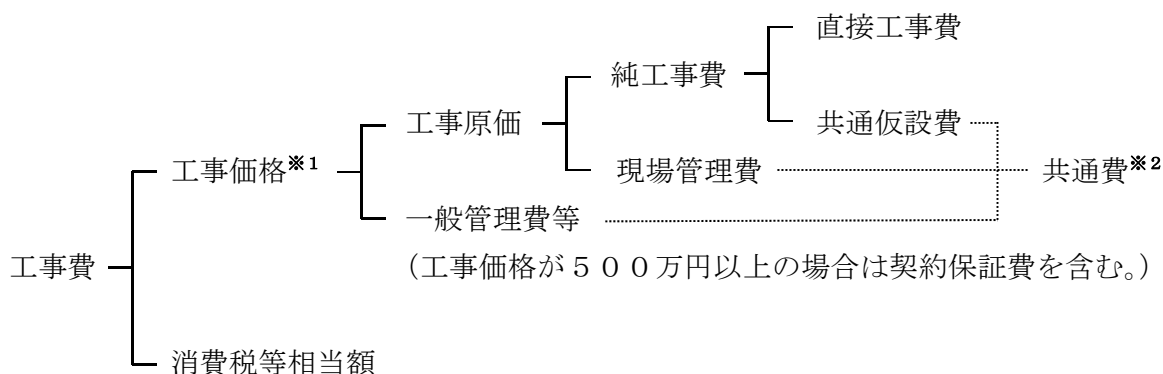 直接工事費
純工事費
工事原価
共通仮設費
工事価格※1
現場管理費
共通費※2
一般管理費等
工事費
（工事価格が５００万円以上の場合は契約保証費を含む。）
消費税等相当額